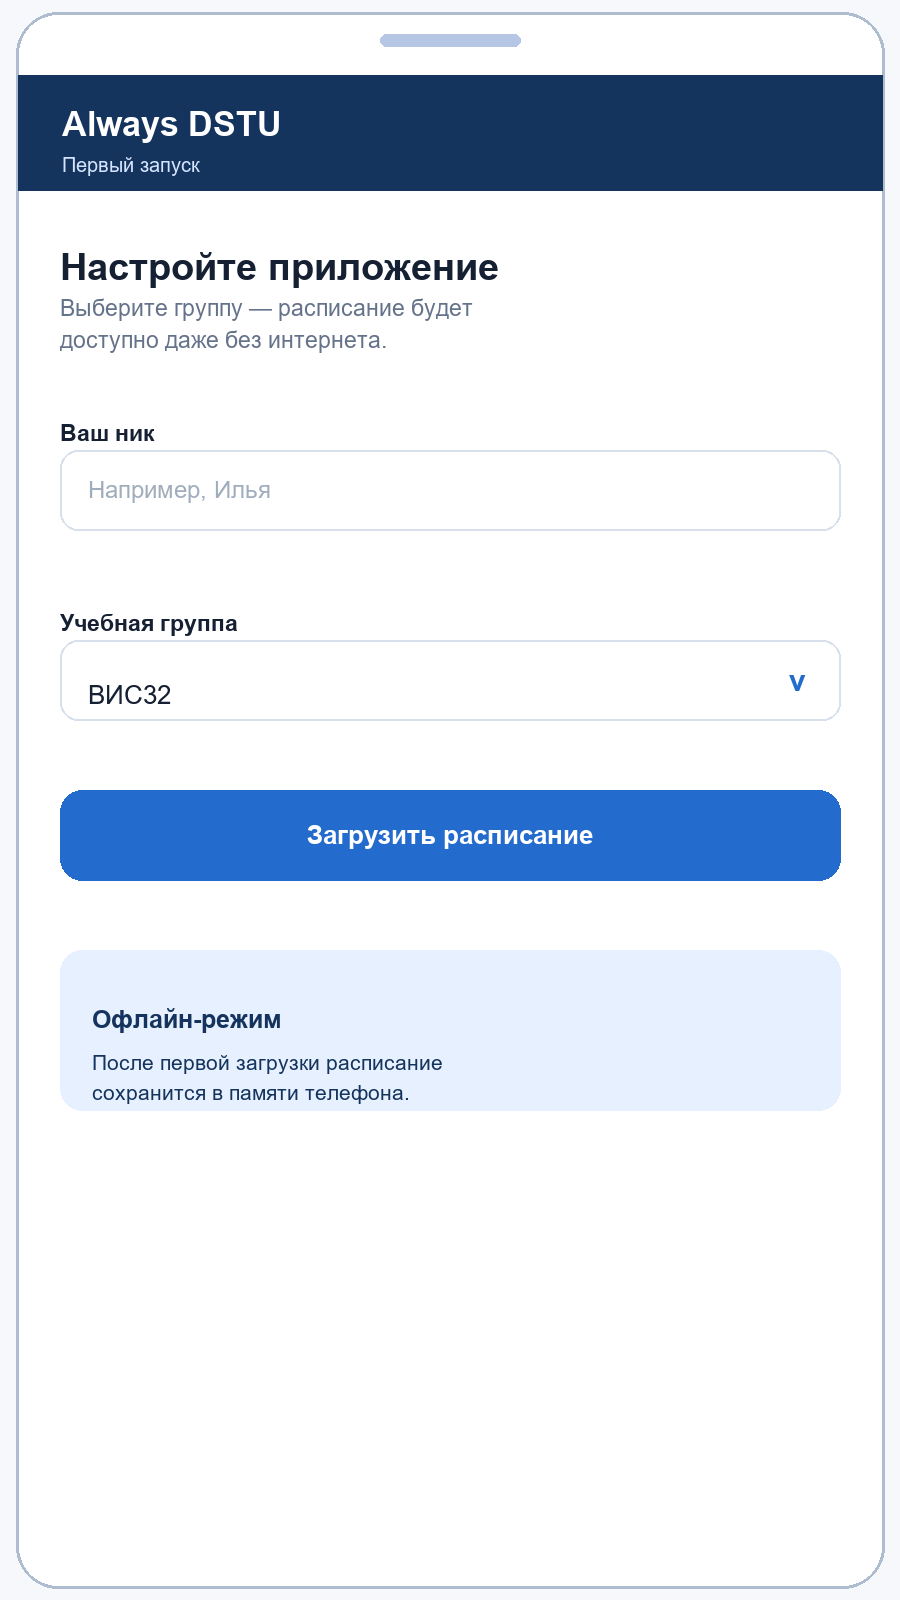 Always DSTU
Первый запуск
Настройте приложение
Выберите группу — расписание будет
доступно даже без интернета.
Ваш ник
Например, Илья
Учебная группа
ВИС32
v
Загрузить расписание
Офлайн-режим
После первой загрузки расписание
сохранится в памяти телефона.